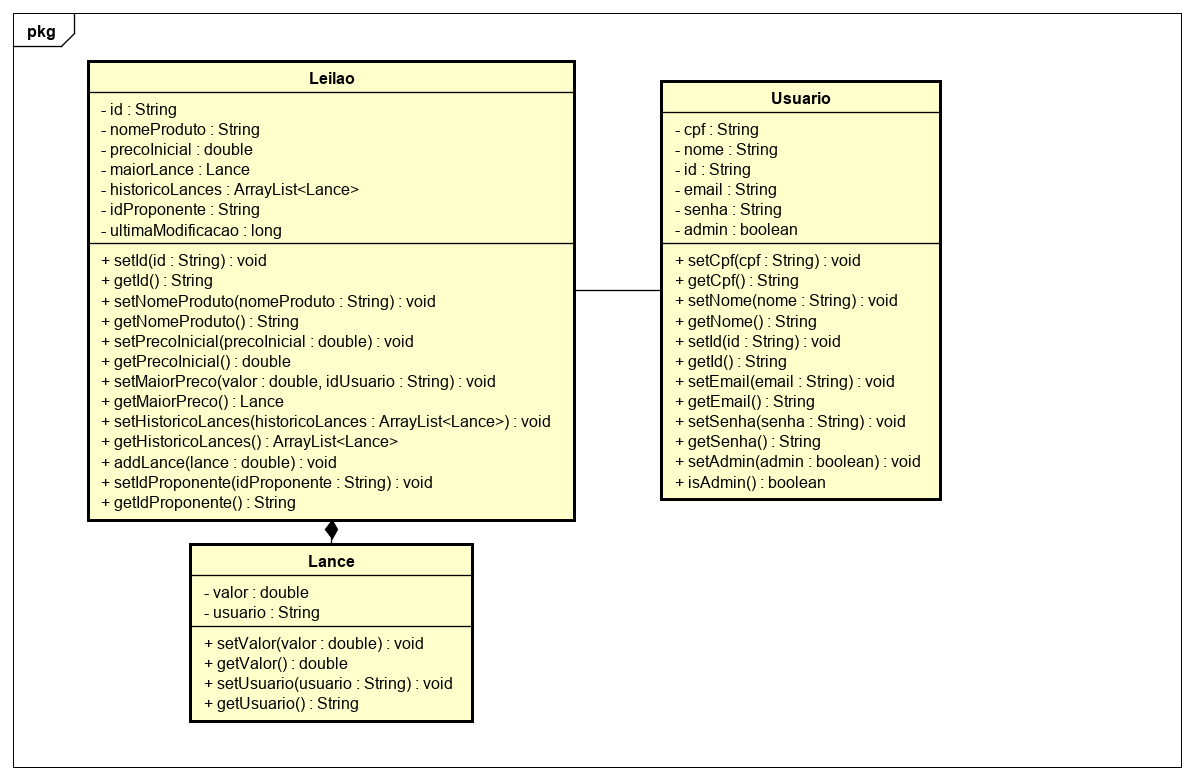 pkg
Leilao
- id : String
- nomeProduto : String
- precoInicial : double
- maiorLance : Lance
- historicoLances : ArrayList<Lance>
- idProponente : String
- ultimaModificacao : long
+ setId(id : String) : void
+ getId() : String
+ setNomeProduto(nomeProduto : String) : void
+ getNomeProduto() : String
+ setPrecoInicial(precoInicial : double) : void
+ getPrecoInicial() : double
+ setMaiorPreco(valor : double, idUsuario : String) : void
+ getMaiorPreco() : Lance
+ setHistoricoLances(historicoLances : ArrayList<Lance>) : void
+ getHistoricoLances() : ArrayList<Lance>
+ addLance(lance : double) : void
+ setIdProponente(idProponente : String) : void
+ getIdProponente() : String
Usuario
- cpf : String
- nome : String
- id : String
- email : String
- senha : String
- admin : boolean
+ setCpf(cpf : String) : void
+ getCpf() : String
+ setNome(nome : String) : void
+ getNome() : String
+ setId(id : String) : void
+ getId() : String
+ setEmail(email : String) : void
+ getEmail() : String
+ setSenha(senha : String) : void
+ getSenha() : String
+ setAdmin(admin : boolean) : void
+ isAdmin() : boolean
Lance
- valor : double
- usuario : String
+ setValor(valor : double) : void
+ getValor() : double
+ setUsuario(usuario : String) : void
+ getUsuario() : String